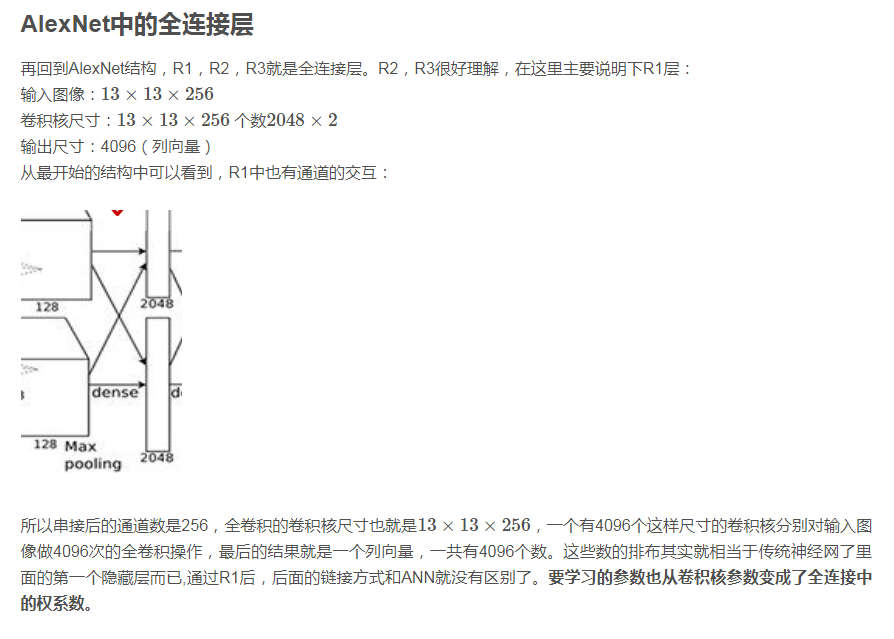 AlexNet中的全连接层
再回到AlexNet结构，R1，R2，R3就是全连接层。R2，R3很好理解，在这里主要说明下R1层：
输入图像：13 × 13 × 256
卷积核尺寸：13 × 13 × 256 个数2048 × 2
输出尺寸：4096（列向量）
从最开始的结构中可以看到，R1中也有通道的交互：
128
2048
dense
d
128
Max
pooling
2048
所以串接后的通道数是256，全卷积的卷积核尺寸也就是13 × 13 × 256，一个有4096个这样尺寸的卷积核分别对输入图
像做4096次的全卷积操作，最后的结果就是一个列向量，一共有4096个数。这些数的排布其实就相当于传统神经网了里
面的第一个隐藏层而已,通过R1后，后面的链接方式和ANN就没有区别了。要学习的参数也从卷积核参数变成了全连接中
的权系数。